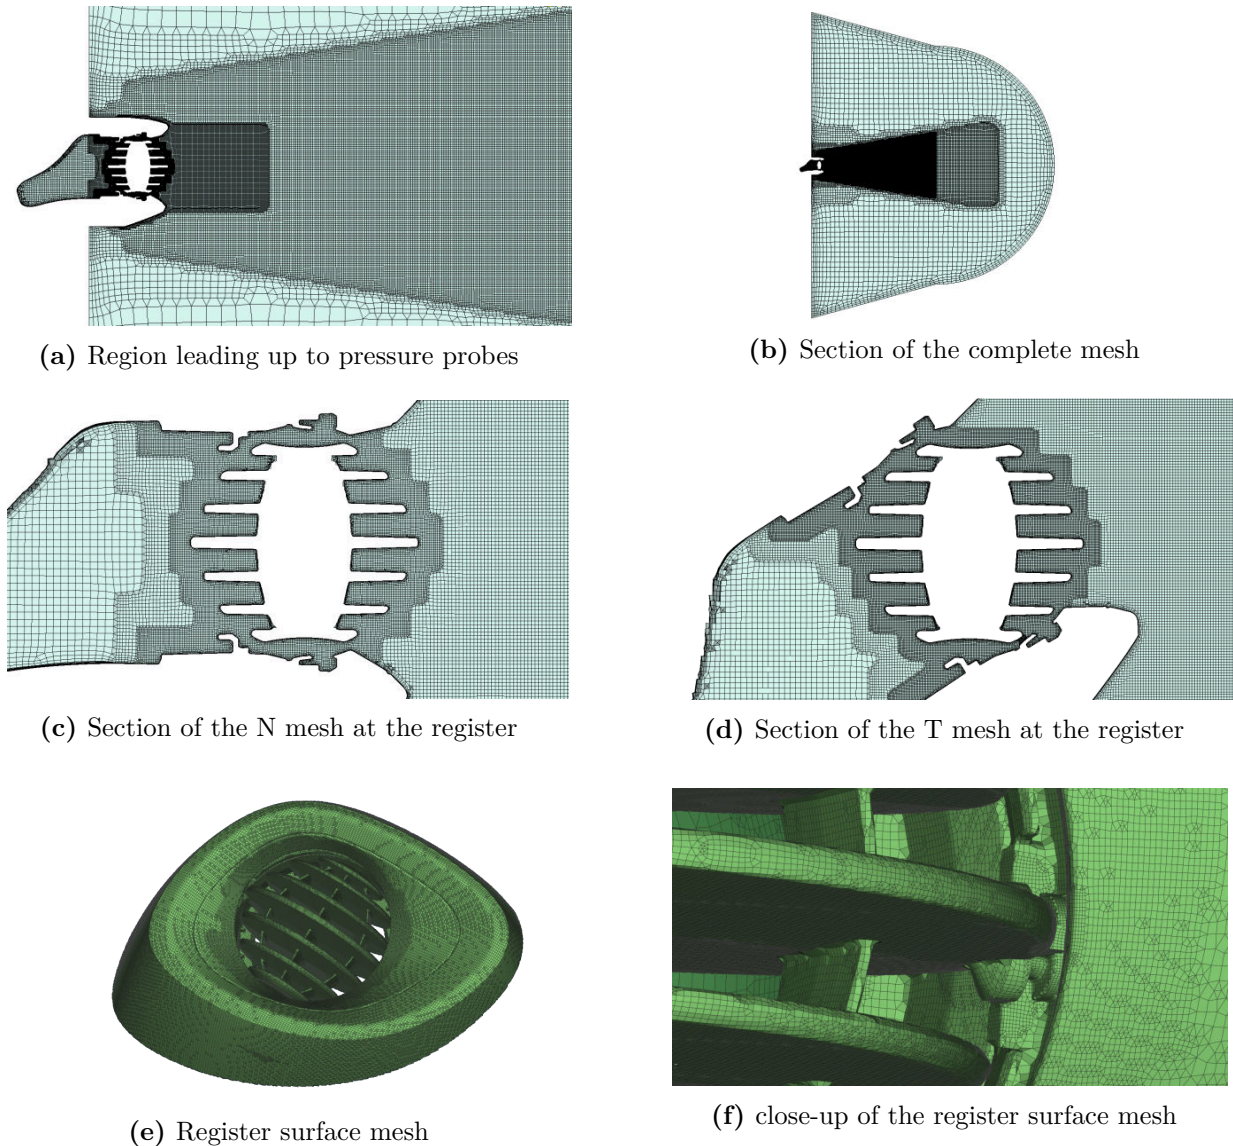 (a) Region leading up to pressure probes
(b) Section of the complete mesh
(c) Section of the N mesh at the register
(d) Section of the T mesh at the register
(e) Register surface mesh
(f) close-up of the register surface mesh